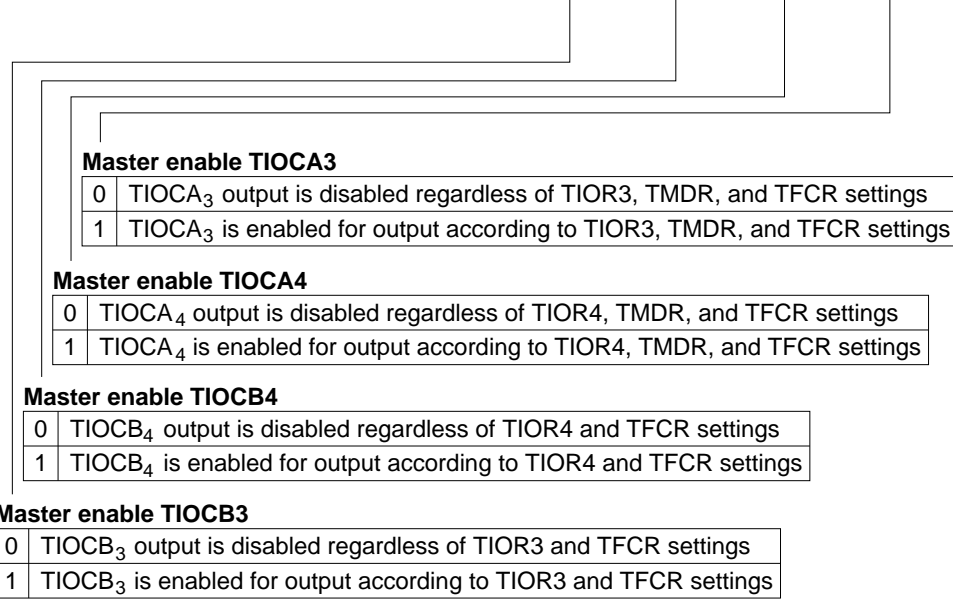 Master enable TIOCA3
0 TIOCA3 output is disabled regardless of TIOR3, TMDR, and TFCR settings
1 TIOCA3 is enabled for output according to TIOR3, TMDR, and TFCR settings
Master enable TIOCA4
0 TIOCA4 output is disabled regardless of TIOR4, TMDR, and TFCR settings
1 TIOCA4 is enabled for output according to TIOR4, TMDR, and TFCR settings
Master enable TIOCB4
0 TIOCB4 output is disabled regardless of TIOR4 and TFCR settings
1 TIOCB4 is enabled for output according to TIOR4 and TFCR settings
Master enable TIOCB3
0 TIOCB3 output is disabled regardless of TIOR3 and TFCR settings
1 TIOCB3 is enabled for output according to TIOR3 and TFCR settings